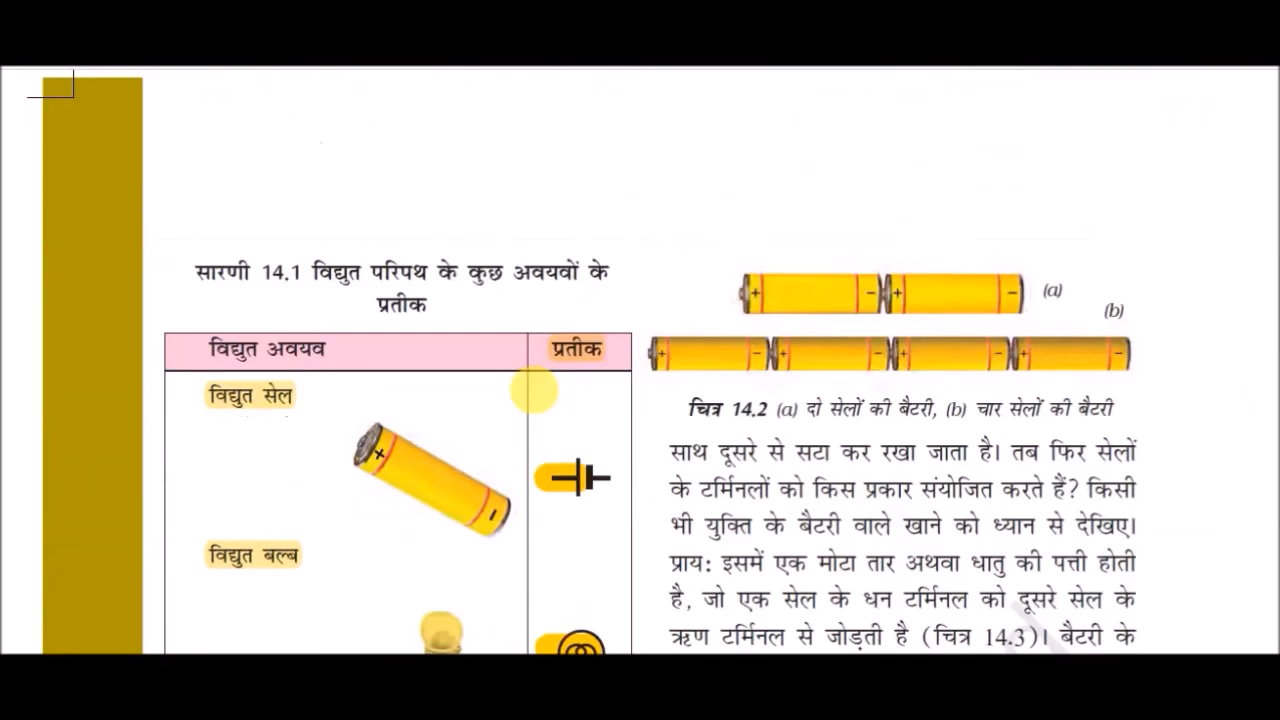 सारणी 14.1 विद्युत परिपथ के कुछ अवयवों के
प्रतीक
विद्युत अवयव
प्रतीक
विद्युत सेल
+
-
विद्युत बल्ब
+ - + -
(a)
(b)
+ - + - + - + -
चित्र 14.2 (a) दो सेलों की बैटरी, (b) चार सेलों की बैटरी
साथ दूसरे से सटा कर रखा जाता है। तब फिर सेलों
के टर्मिनलों को किस प्रकार संयोजित करते हैं? किसी
भी युक्ति के बैटरी वाले खाने को ध्यान से देखिए।
प्राय: इसमें एक मोटा तार अथवा धातु की पत्ती होती
है, जो एक सेल के धन टर्मिनल को दूसरे सेल के
ऋण टर्मिनल से जोड़ती है (चित्र 14.3)। बैटरी के